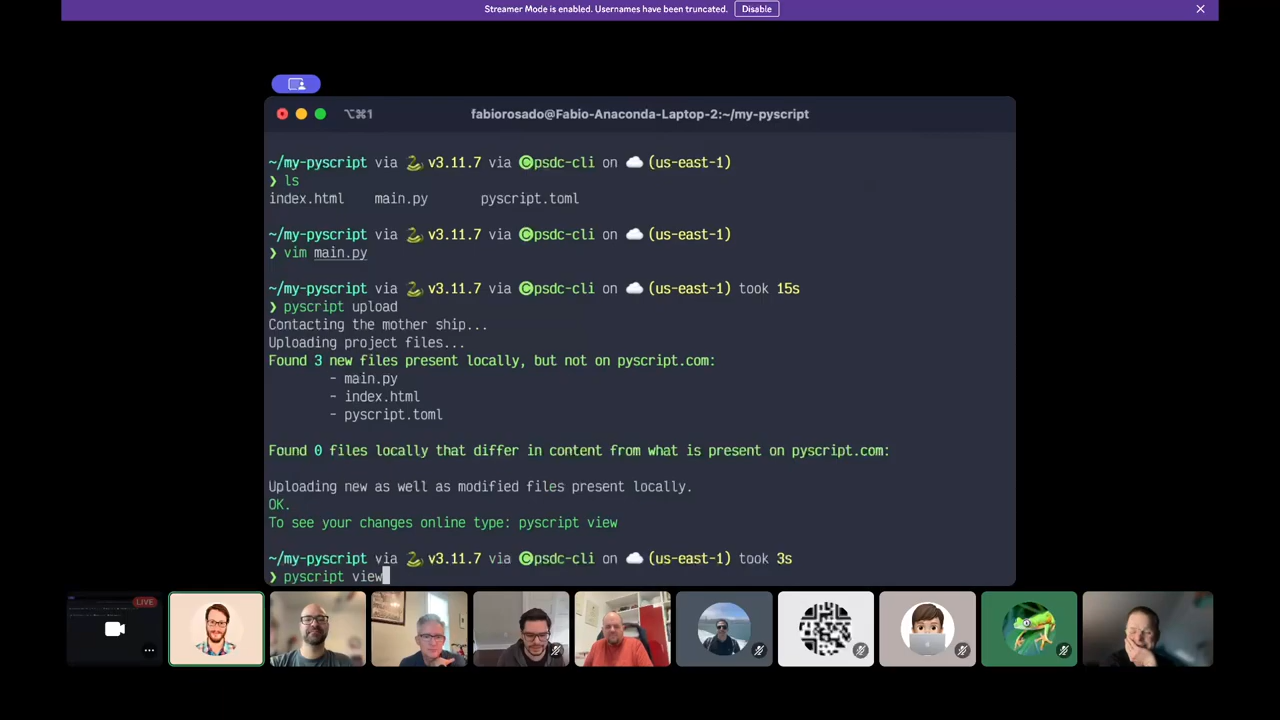 Streamer Mode is enabled. Usernames have been truncated. Disable
⌥⌘1 fabiorosado@Fabio-Anaconda-Laptop-2:~/my-pyscript
~/my-pyscript via 🐍 v3.11.7 via 🅒psdc-cli on ☁️ (us-east-1)
❯ ls
index.html main.py pyscript.toml
~/my-pyscript via 🐍 v3.11.7 via 🅒psdc-cli on ☁️ (us-east-1)
❯ vim main.py
~/my-pyscript via 🐍 v3.11.7 via 🅒psdc-cli on ☁️ (us-east-1) took 15s
❯ pyscript upload
Contacting the mother ship...
Uploading project files...
Found 3 new files present locally, but not on pyscript.com:
- main.py
- index.html
- pyscript.toml
Found 0 files locally that differ in content from what is present on pyscript.com:
Uploading new as well as modified files present locally.
OK.
To see your changes online type: pyscript view
~/my-pyscript via 🐍 v3.11.7 via 🅒psdc-cli on ☁️ (us-east-1) took 3s
❯ pyscript view
LIVE